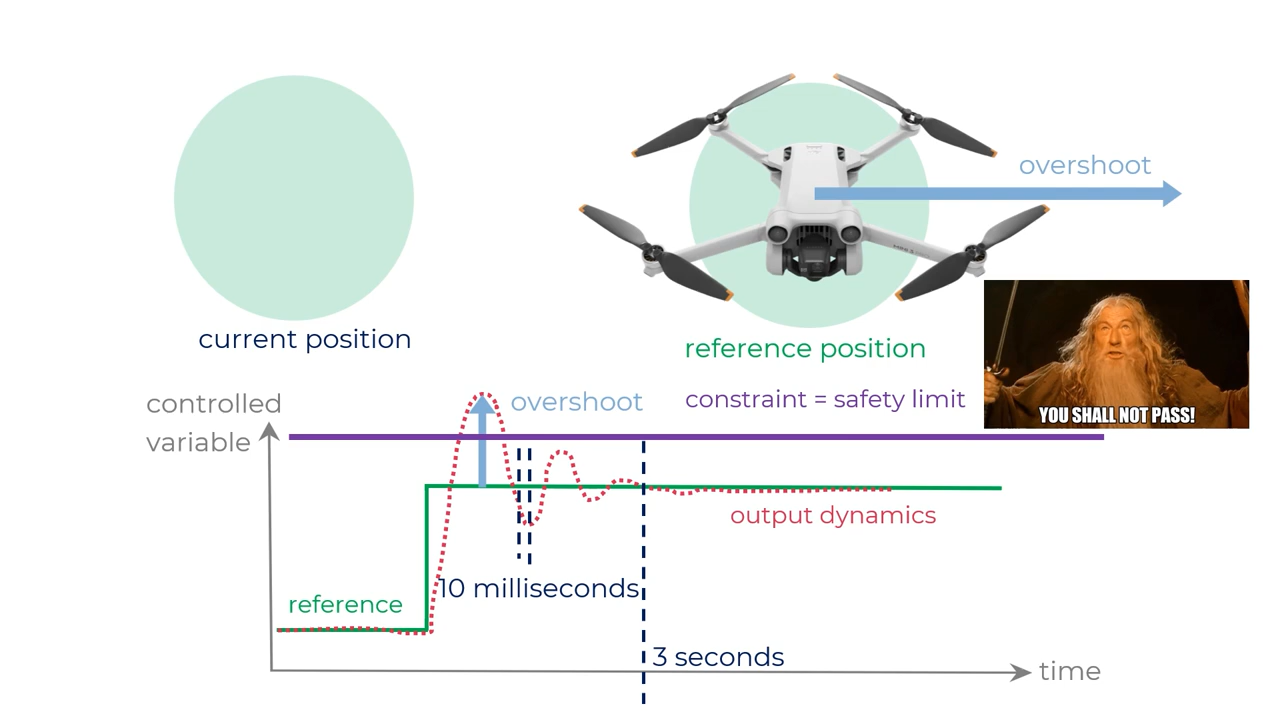 overshoot
current position
reference position
YOU SHALL NOT PASS!
controlled
variable
overshoot
constraint = safety limit
output dynamics
10 milliseconds
reference
3 seconds
time